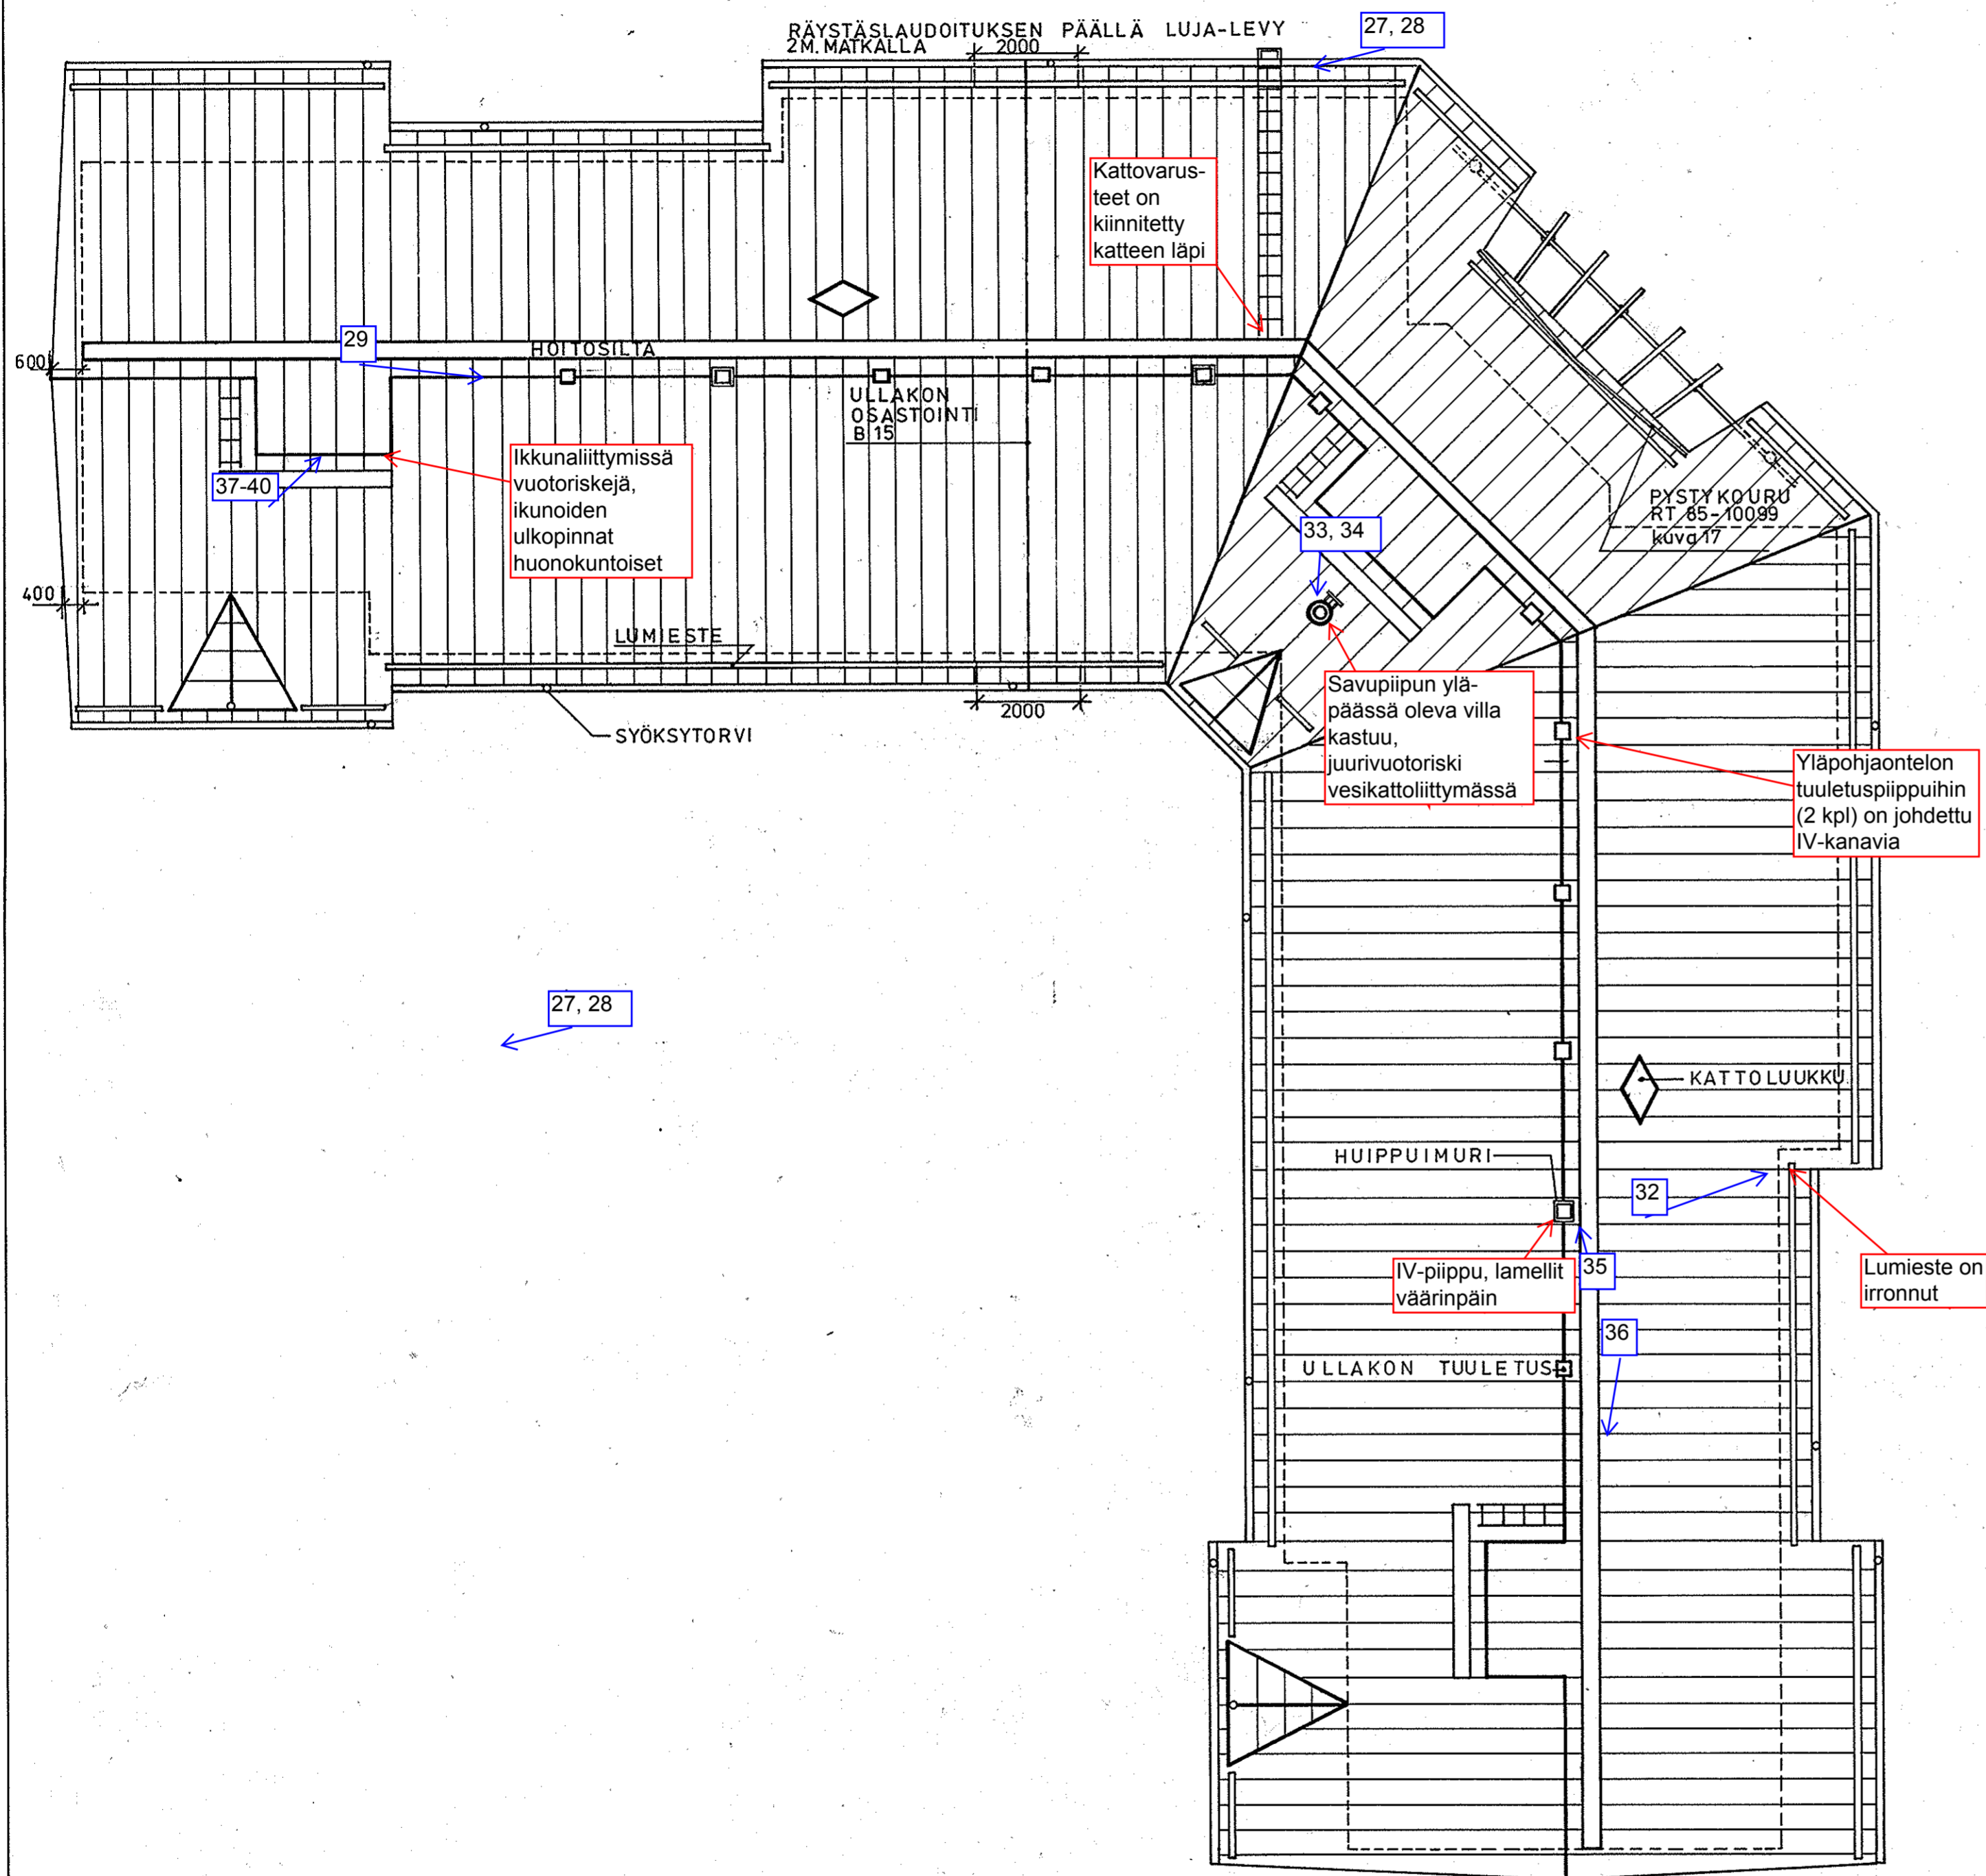 RÄYSTÄSLAUDOITUKSEN PÄÄLLÄ LUJA-LEVY
2M. MATKALLA
2000
27, 28
Kattovarus-
teet on
kiinnitetty
katteen läpi
29
HOITOSILTA
600
ULLAKON
OSASTOINTI
B 15
Ikkunaliittymissä
vuotoriskejä,
ikunoiden
ulkopinnat
huonokuntoiset
37-40
PYSTYKOURU
RT 85-10099
kuva 17
33, 34
400
LUMIESTE
Savupiipun ylä-
päässä oleva villa
kastuu,
juurivuotoriski
vesikattoliittymässä
2000
SYÖKSYTORVI
Yläpohjaontelon
tuuletuspiippuihin
(2 kpl) on johdettu
IV-kanavia
27, 28
KATTOLUUKKU
HUIPPUIMURI
32
IV-piippu, lamellit
väärinpäin
35
Lumieste on
irronnut
36
ULLAKON TUULETUS